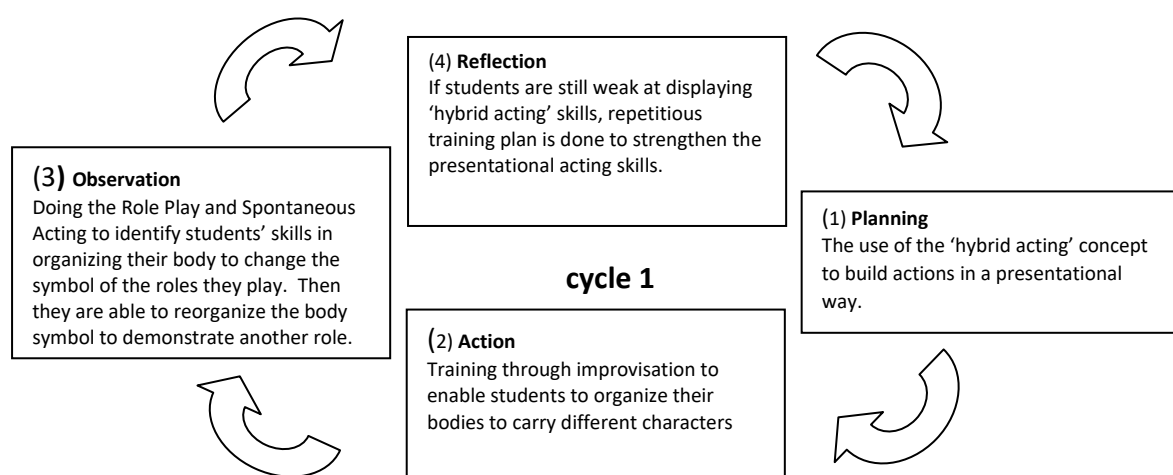 (4) Reflection
If students are still weak at displaying
‘hybrid acting’ skills, repetitious
training plan is done to strengthen the
presentational acting skills.
(3) Observation
Doing the Role Play and Spontaneous
Acting to identify students’ skills in
organizing their body to change the
symbol of the roles they play.  Then
they are able to reorganize the body
symbol to demonstrate another role.
(1) Planning
The use of the ‘hybrid acting’ concept
to build actions in a presentational
way.
cycle 1
(2) Action
Training through improvisation to
enable students to organize their
bodies to carry different characters